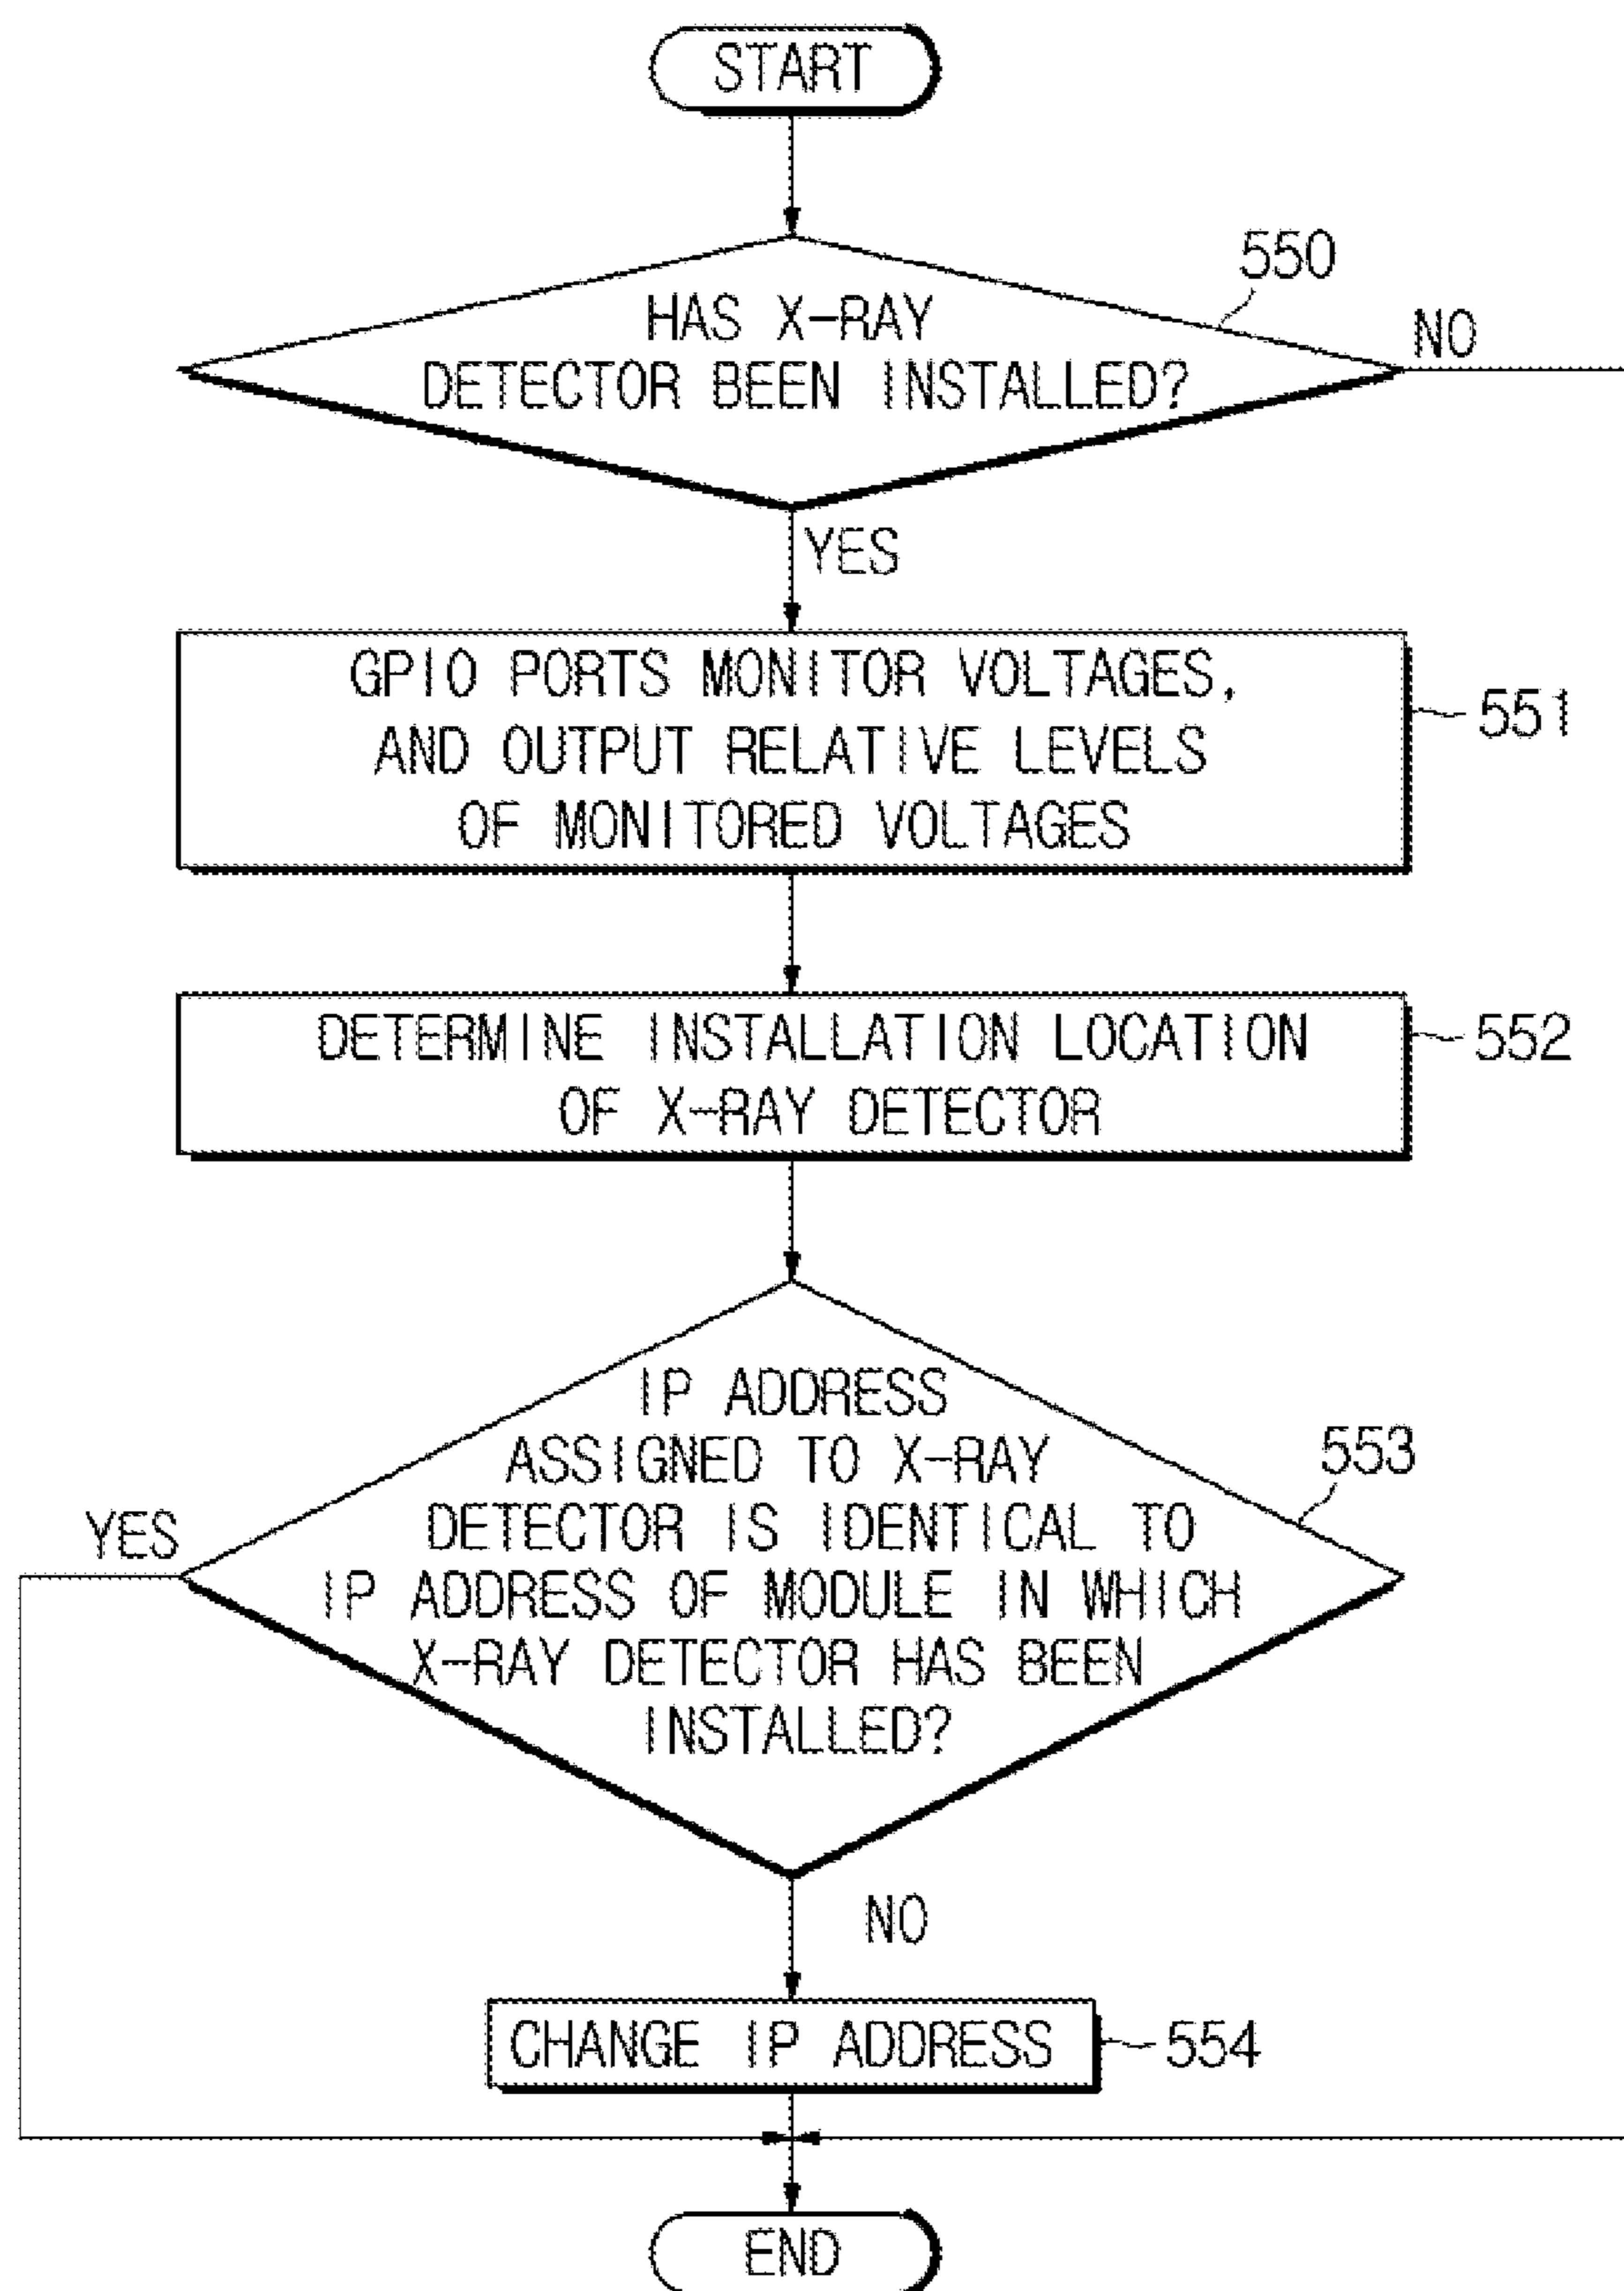 START
550
HAS X-RAY
DETECTOR BEEN INSTALLED?
NO
YES
GPIO PORTS MONITOR VOLTAGES,
AND OUTPUT RELATIVE LEVELS
OF MONITORED VOLTAGES
551
DETERMINE INSTALLATION LOCATION
OF X-RAY DETECTOR
552
IP ADDRESS
ASSIGNED TO X-RAY
DETECTOR IS IDENTICAL TO
IP ADDRESS OF MODULE IN WHICH
X-RAY DETECTOR HAS BEEN
INSTALLED?
553
YES
NO
CHANGE IP ADDRESS
554
END